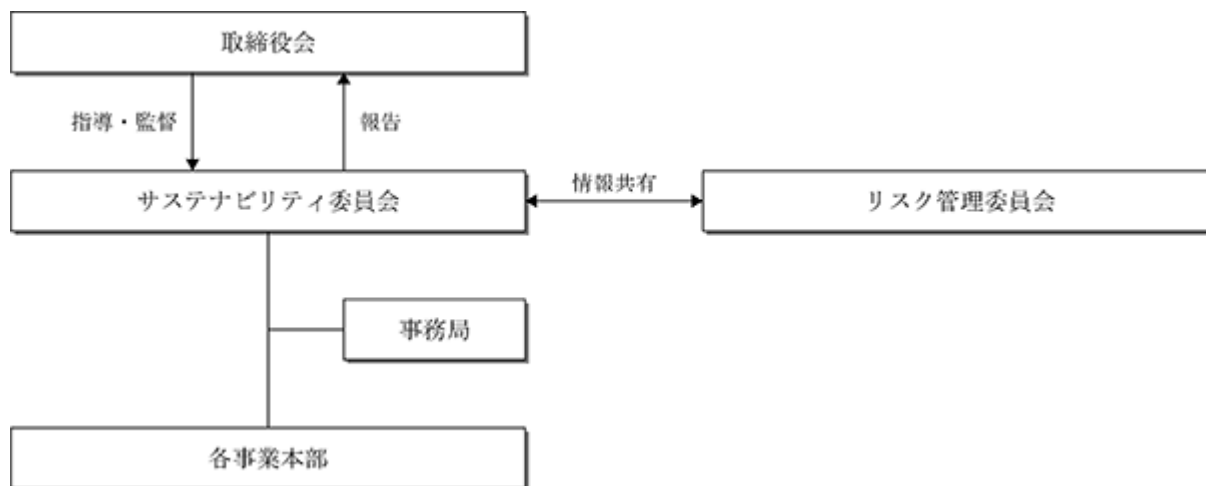 取締役会
指導・監督
報告
サステナビリティ委員会
情報共有
リスク管理委員会
事務局
各事業本部